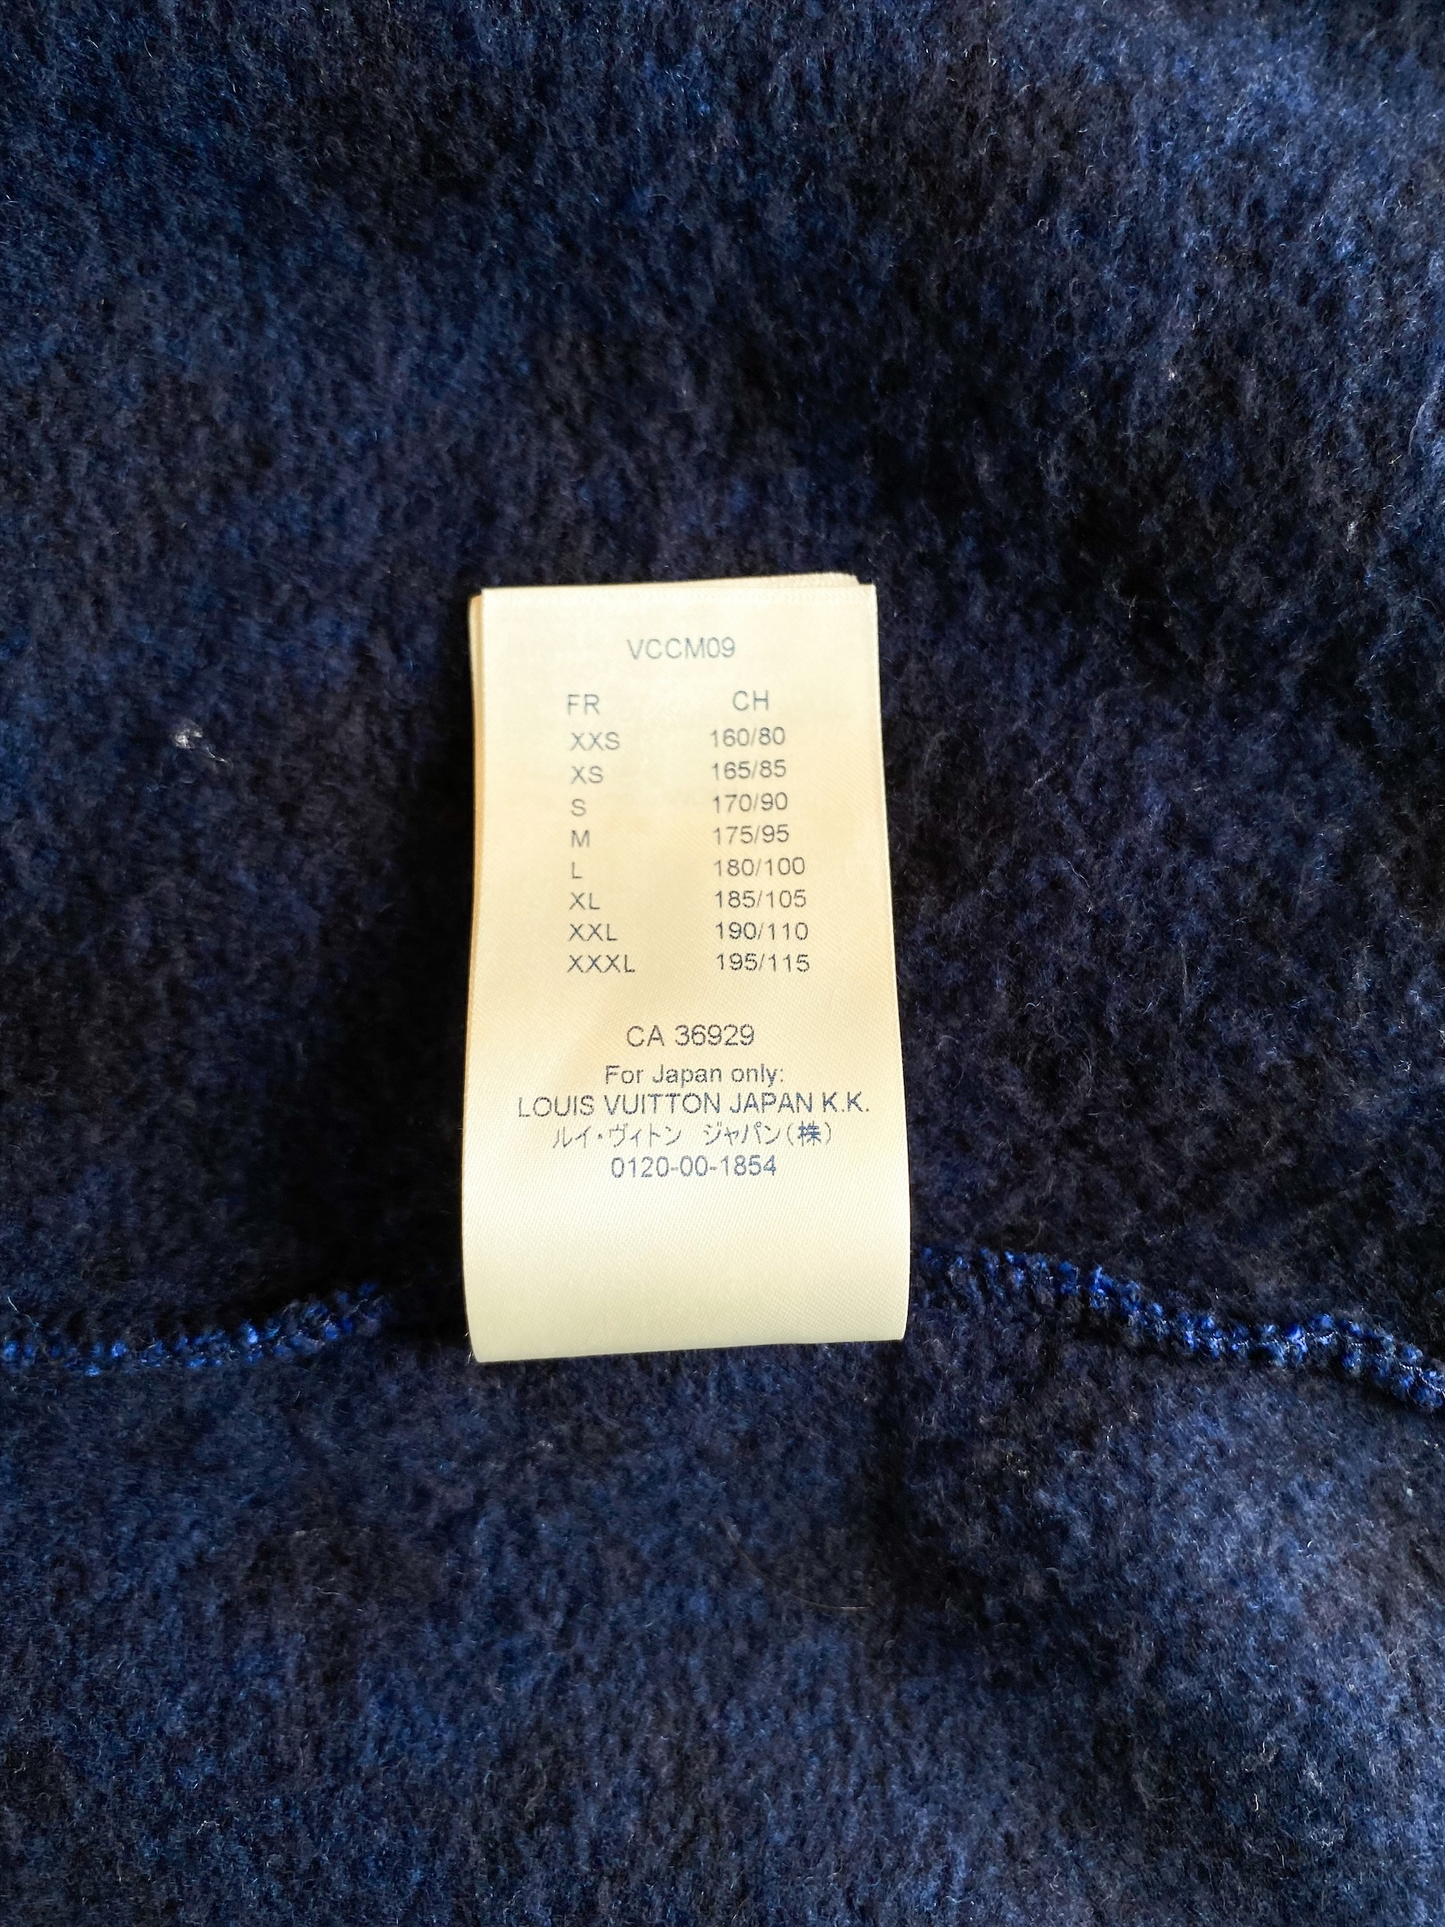 VCCM09
FR CH
XXS 160/80
XS 165/85
S 170/90
M 175/95
L 180/100
XL 185/105
XXL 190/110
XXXL 195/115
CA 36929
For Japan only:
LOUIS VUITTON JAPAN K.K.
ルイ・ヴィトン ジャパン(株)
0120-00-1854